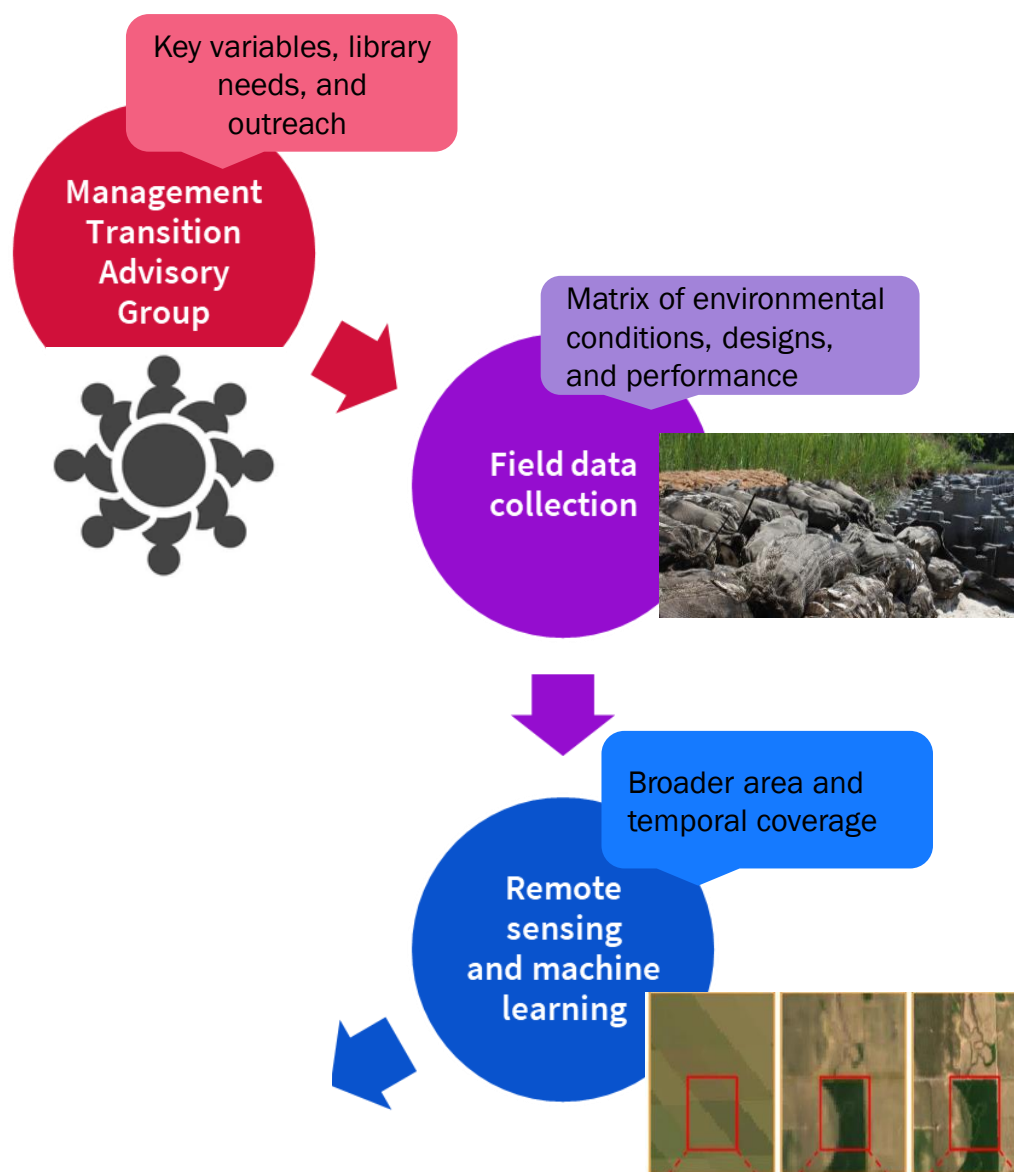 Key variables, library
needs, and
outreach
Management
Transition
Advisory
Group
Matrix of environmental
conditions, designs,
and performance
Field data
collection
Broader area and
temporal coverage
Remote
sensing
and machine
learning